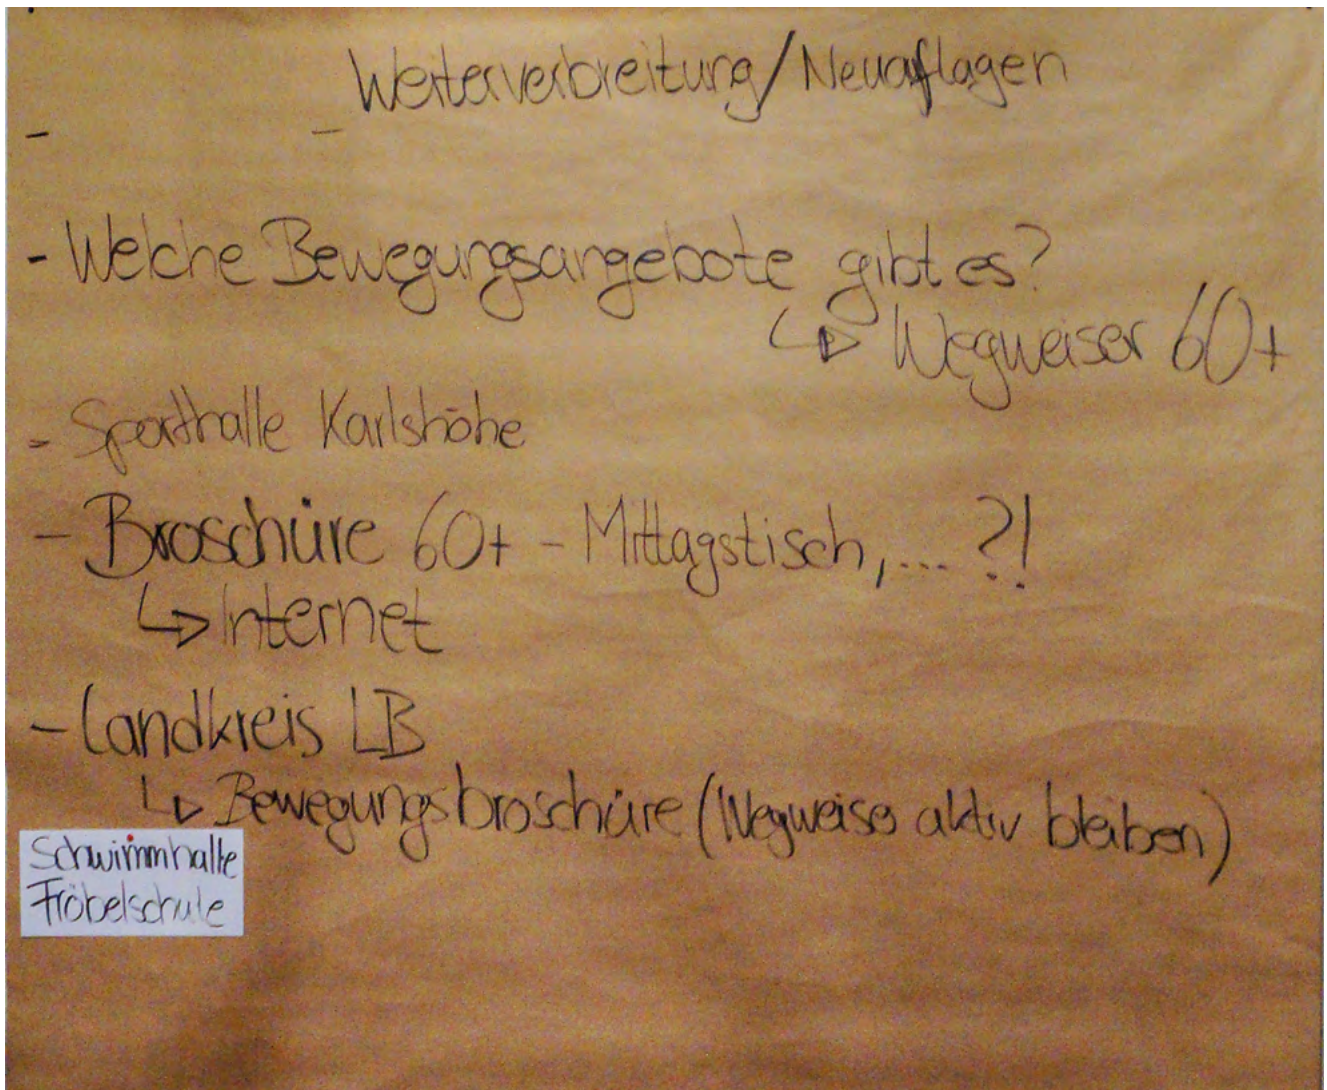 Weiterverbreitung/Neuauflagen
-
- Welche Bewegungsangebote gibt es?
↳ Wegweiser 60+
- Sporthalle Karlshöhe
- Broschüre 60+ - Mittagstisch,... ?!
↳ Internet
- Landkreis LB
↳ Bewegungsbroschüre (Wegweiser aktiv bleiben)
Schwimmhalle
Fröbelschule